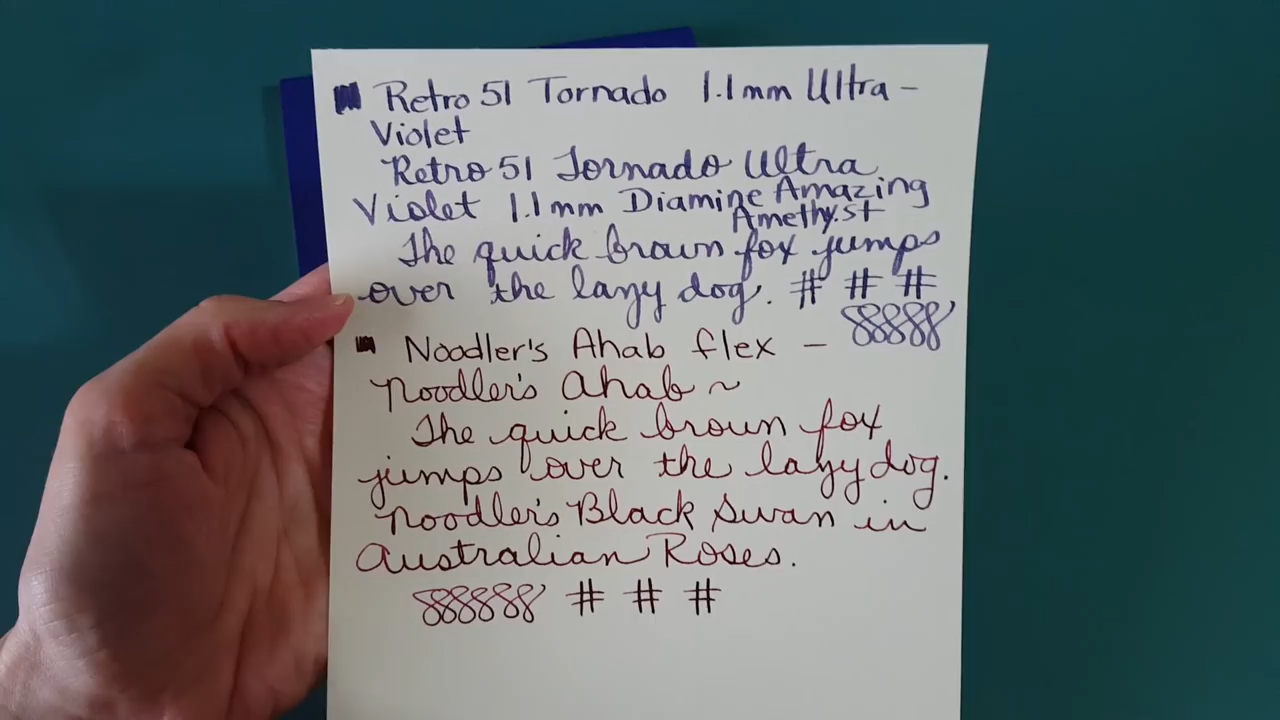 Retro 51 Tornado 1.1mm Ultra -
Violet
Retro 51 Tornado Ultra
Violet 1.1mm Diamine Amazing
Amethyst
The quick brown fox jumps
over the lazy dog. # # #
88888
Noodler's Ahab flex -
Noodler's Ahab ~
The quick brown fox
jumps over the lazy dog.
Noodler's Black Swan in
Australian Roses.
888888 # # #